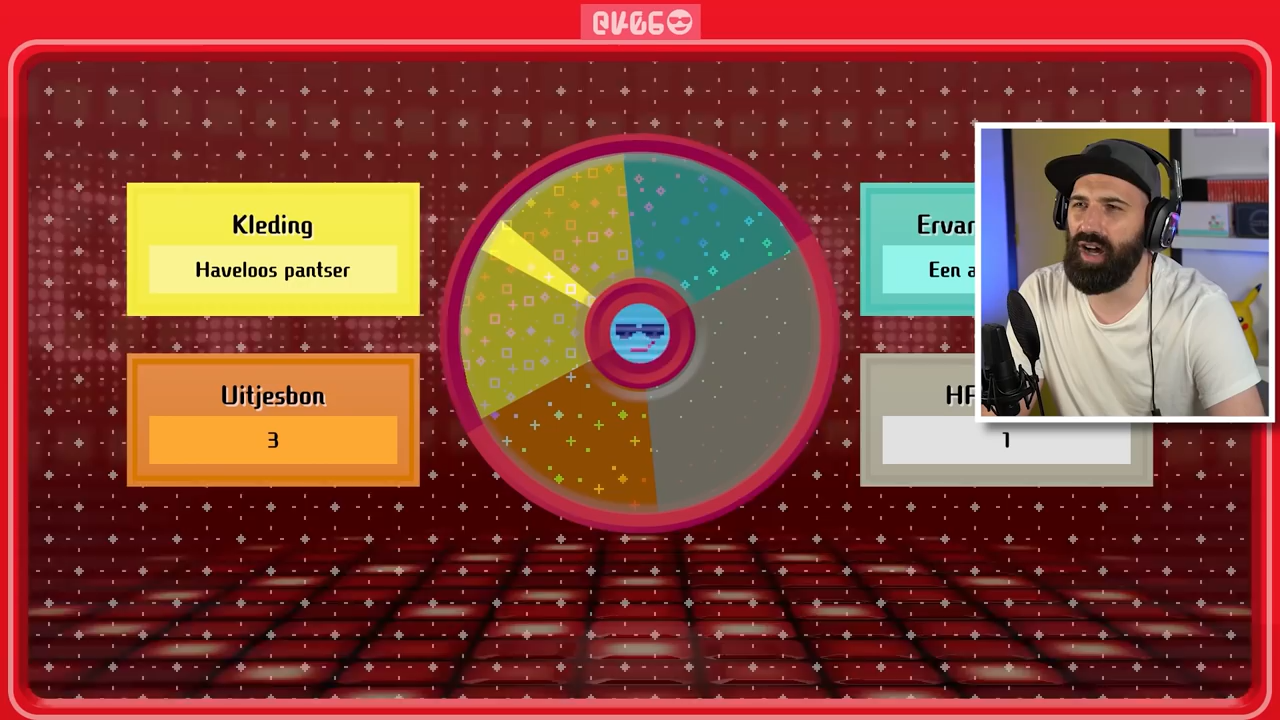 Kleding
Haveloos pantser
Uitjesbon
3
Ervar
Een a
HP
1